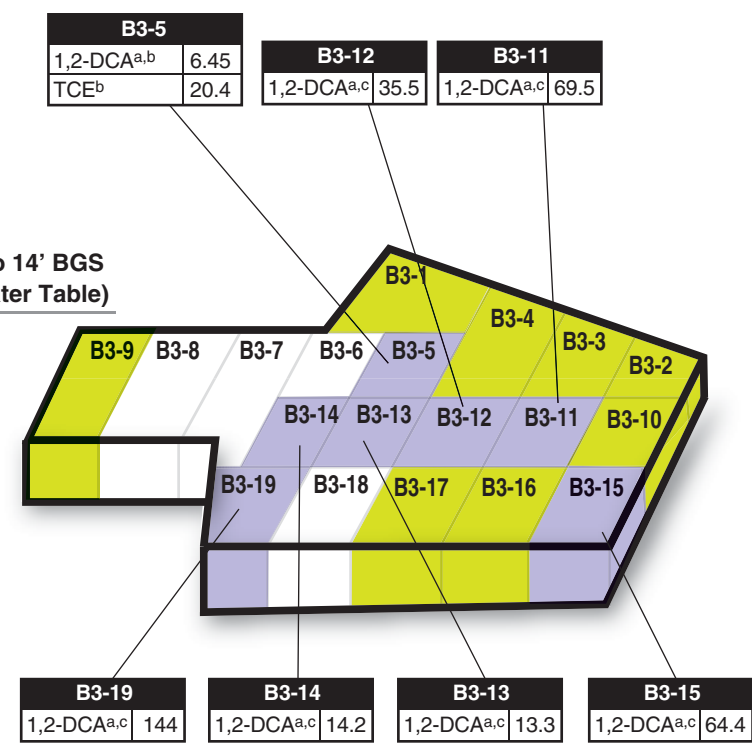 B3-5
1,2-DCAa,b 6.45
TCEb 20.4
B3-12
1,2-DCAa,c 35.5
B3-11
1,2-DCAa,c 69.5
14’ BGS
Table)
B3-1
B3-4
B3-3
B3-2
B3-9 B3-8 B3-7 B3-6 B3-5
B3-14 B3-13 B3-12 B3-11 B3-10
B3-19 B3-18 B3-17 B3-16 B3-15
B3-19
1,2-DCAa,c 144
B3-14
1,2-DCAa,c 14.2
B3-13
1,2-DCAa,c 13.3
B3-15
1,2-DCAa,c 64.4